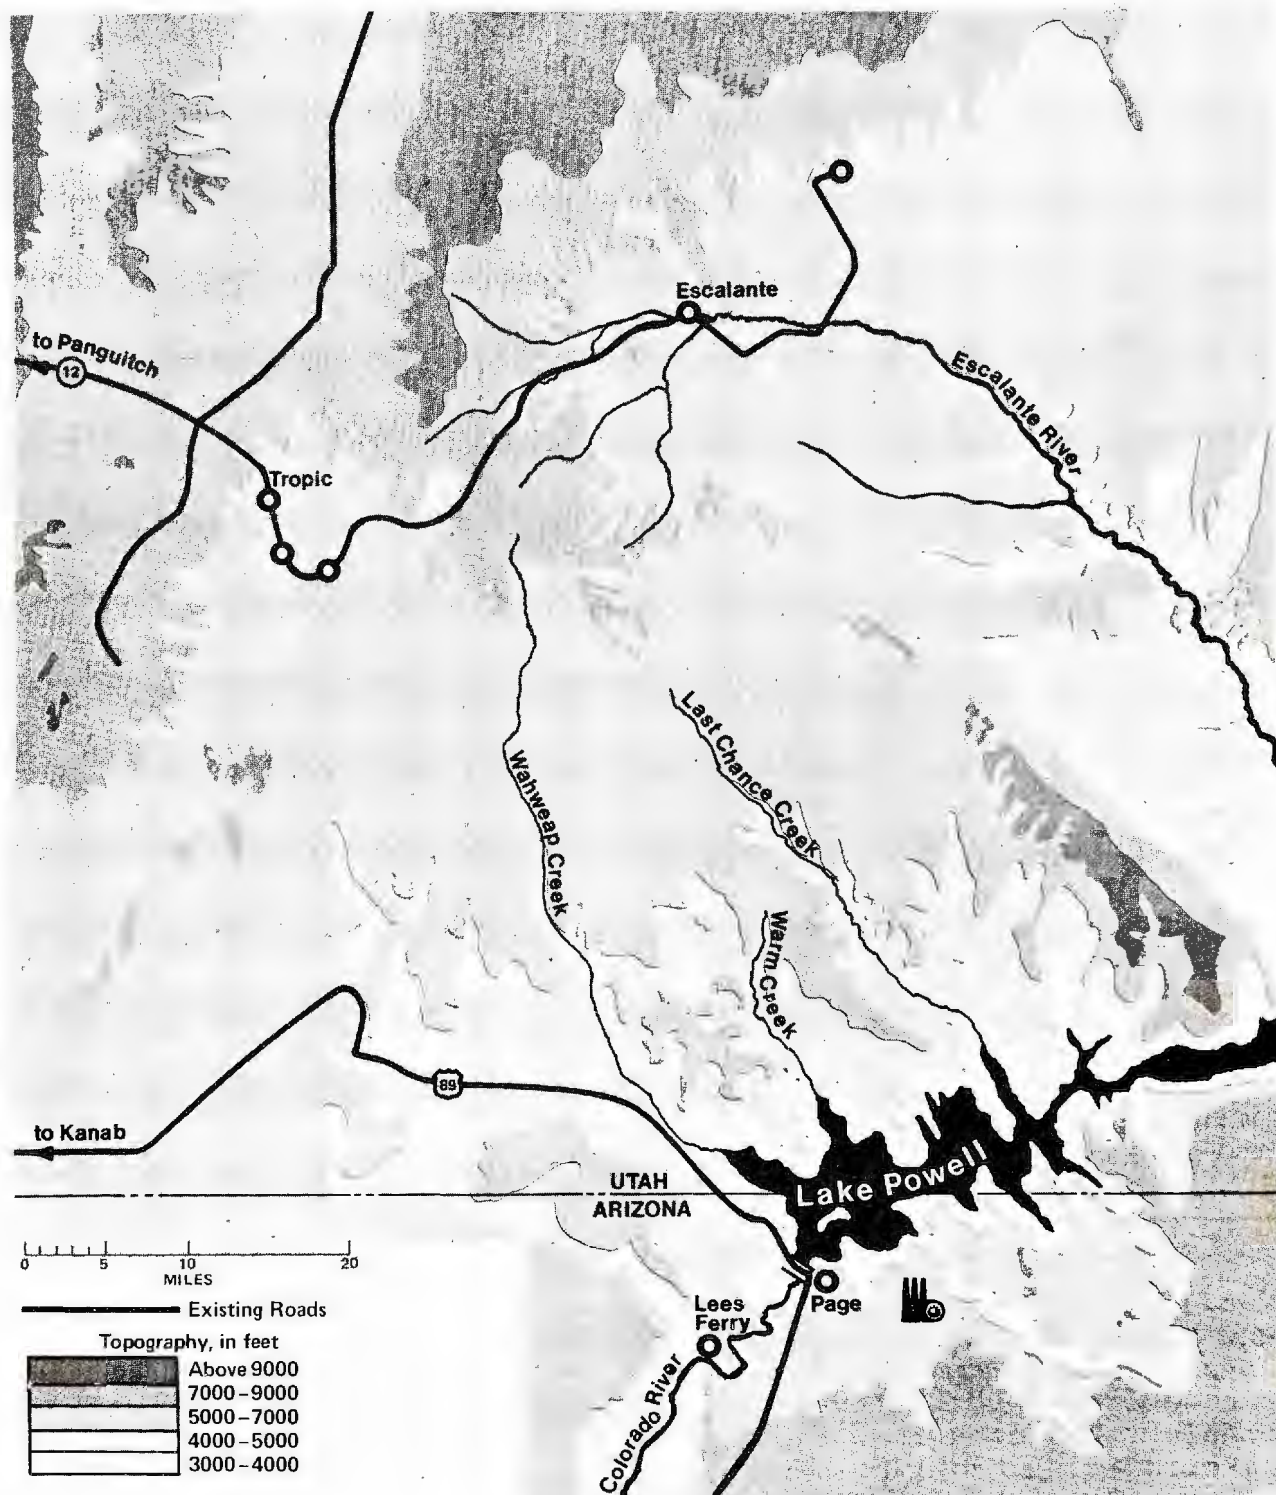 Escalante
to Panguitch
12
Escalante River
Tropic
Last Chance Creek
Wahweap Creek
Warm Creek
89
to Kanab
UTAH
ARIZONA
Lake Powell
0 5 10 20
MILES
Existing Roads
Lees
Ferry
Page
Colorado River
Topography, in feet
Above 9000
7000-9000
5000-7000
4000-5000
3000-4000